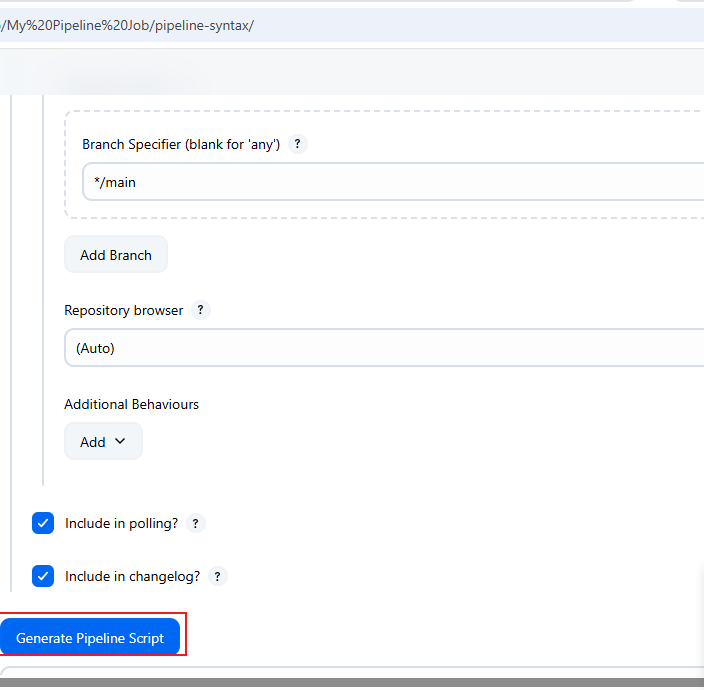 /My%20Pipeline%20Job/pipeline-syntax/
Branch Specifier (blank for 'any') ?
*/main
Add Branch
Repository browser ?
(Auto)
Additional Behaviours
Add
Include in polling? ?
Include in changelog? ?
Generate Pipeline Script